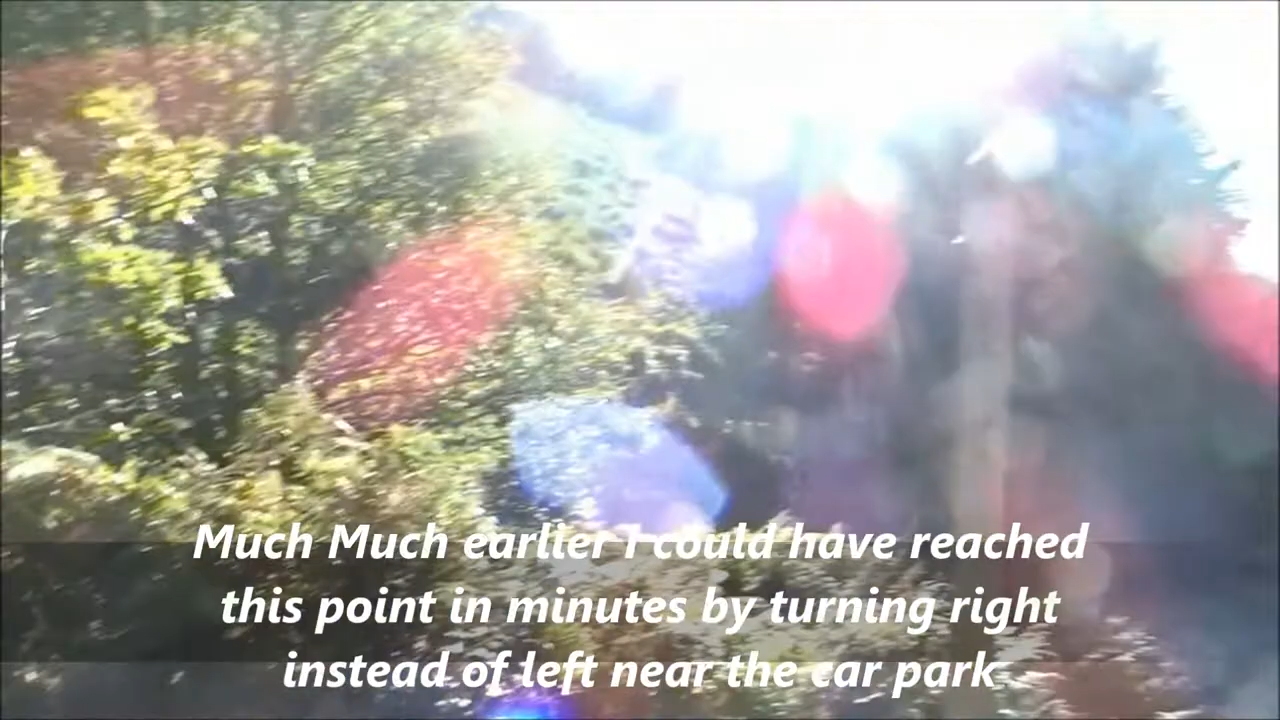 Much Much earlier I could have reached
this point in minutes by turning right
instead of left near the car park